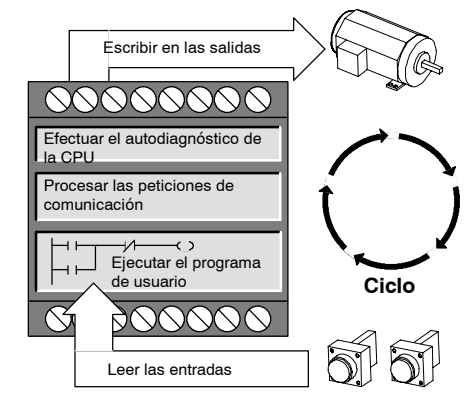 Escribir en las salidas
Efectuar el autodiagnóstico de
la CPU
Procesar las peticiones de
comunicación
Ejecutar el programa
de usuario
Ciclo
Leer las entradas